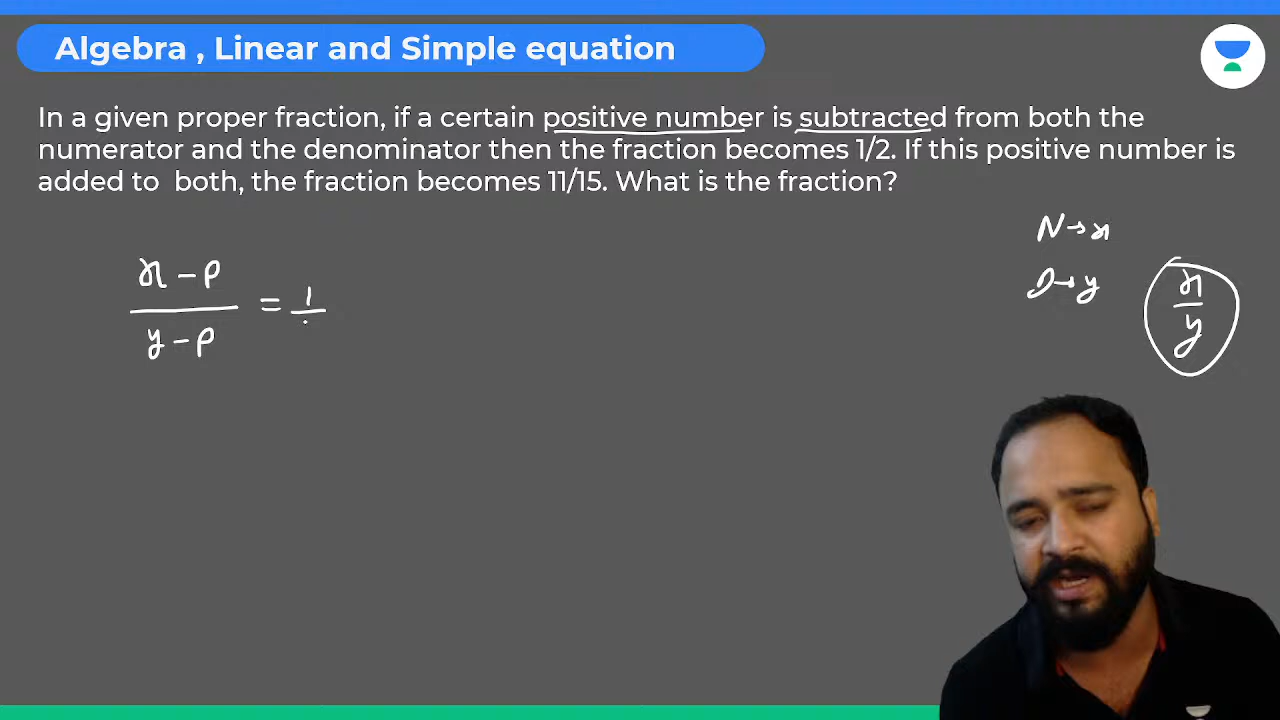 Algebra , Linear and Simple equation
In a given proper fraction, if a certain positive number is subtracted from both the
numerator and the denominator then the fraction becomes 1/2. If this positive number is
added to both, the fraction becomes 11/15. What is the fraction?
N→x
D→y
x
y
x-p
y-p
=
1